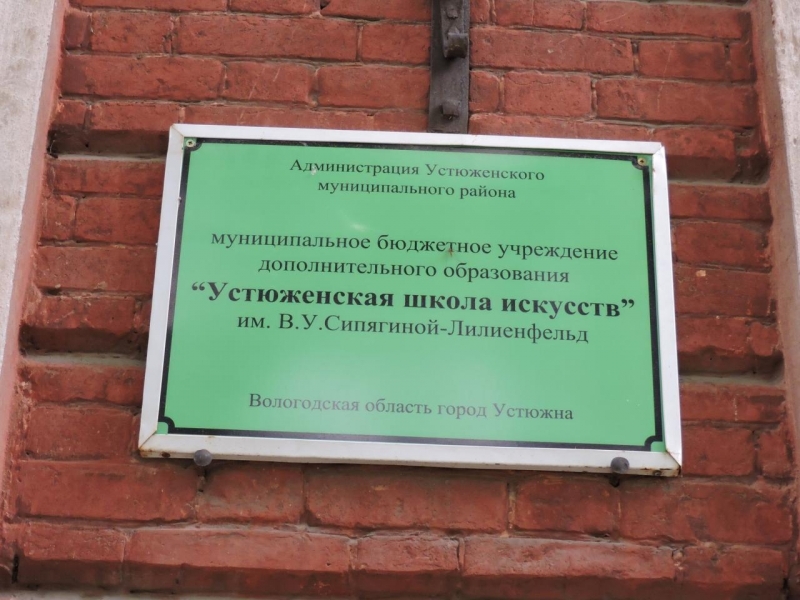 Администрация Устюженского
муниципального района
муниципальное бюджетное учреждение
дополнительного образования
“Устюженская школа искусств”
им. В.У.Сипягиной-Лилиенфельд
Вологодская область город Устюжна